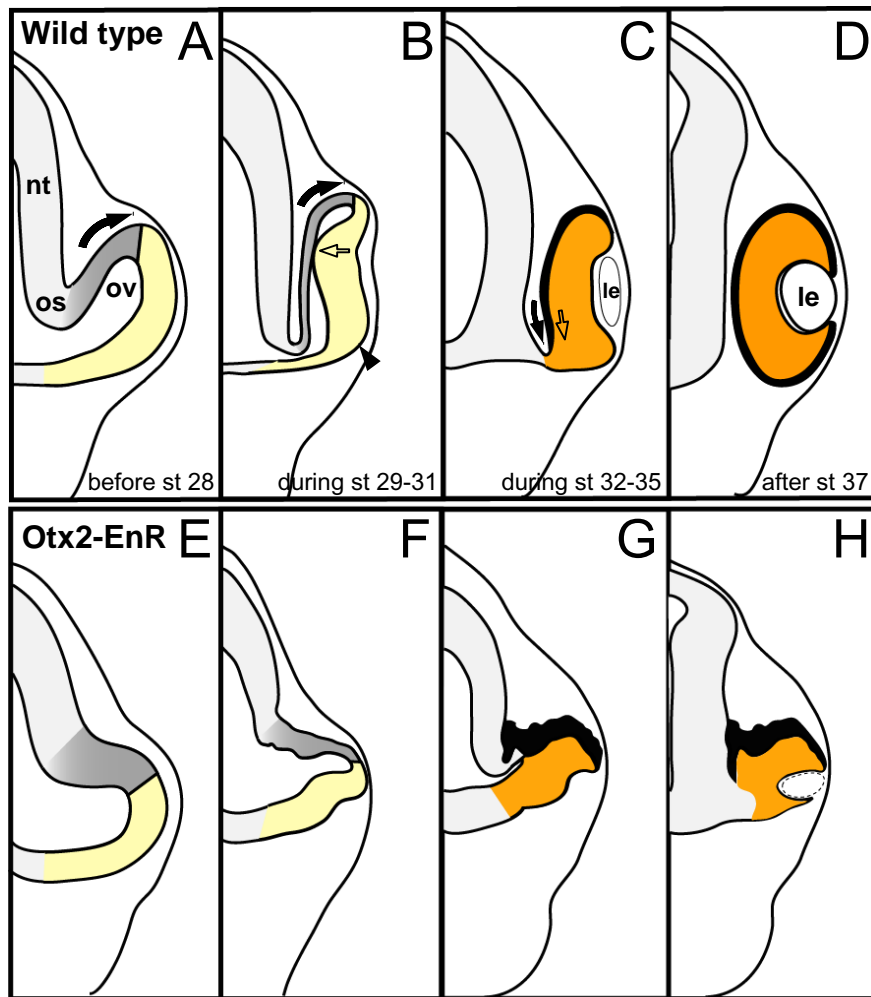 Wild type A
nt
os
ov
before st 28
B
during st 29-31
C
le
during st 32-35
D
le
after st 37
Otx2-EnR E
F
G
H